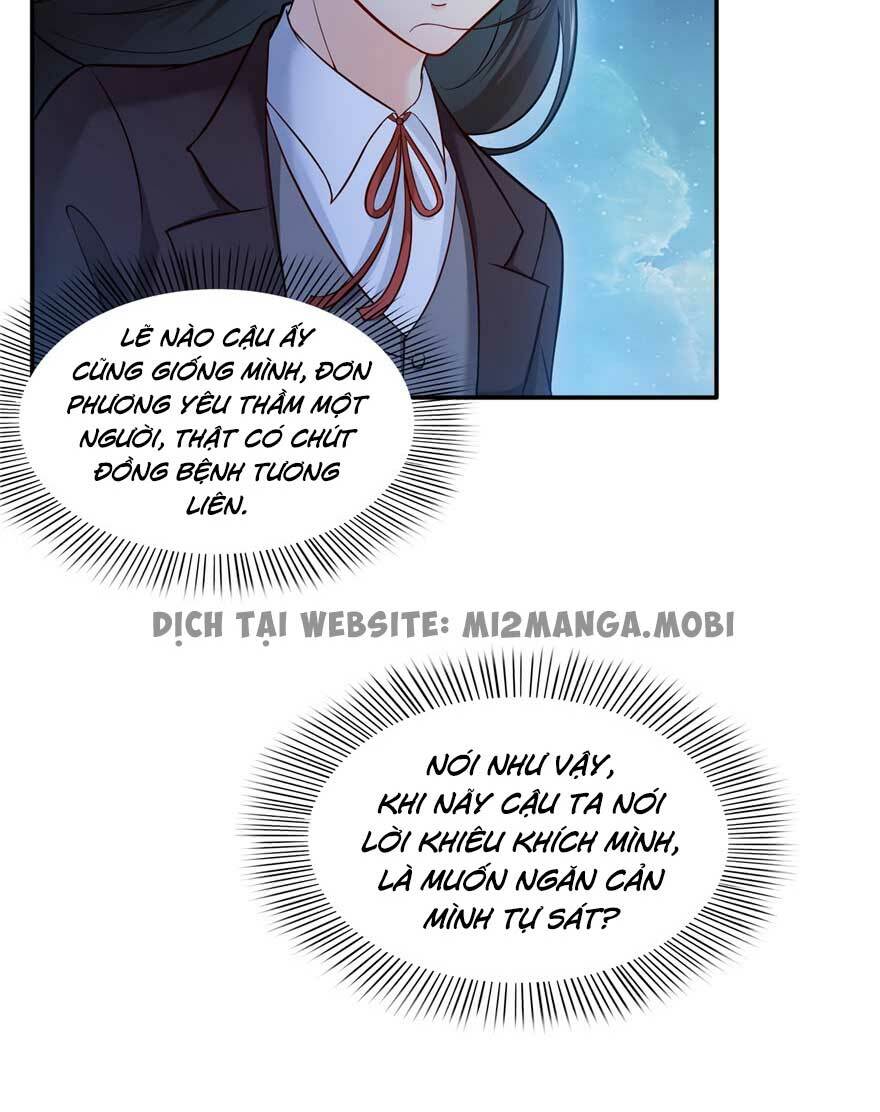 LẼ NÀO CẬU ẤY
CŨNG GIỐNG MÌNH, ĐƠN
PHƯƠNG YÊU THẦM MỘT
NGƯỜI, THẬT CÓ CHÚT
ĐỒNG BỆNH TƯƠNG
LIÊN.
DỊCH TẠI WEBSITE: MI2MANGA.MOBI
NÓI NHƯ VẬY,
KHI NÃY CẬU TA NÓI
LỜI KHIÊU KHÍCH MÌNH,
LÀ MUỐN NGĂN CẢN
MÌNH TỰ SÁT?